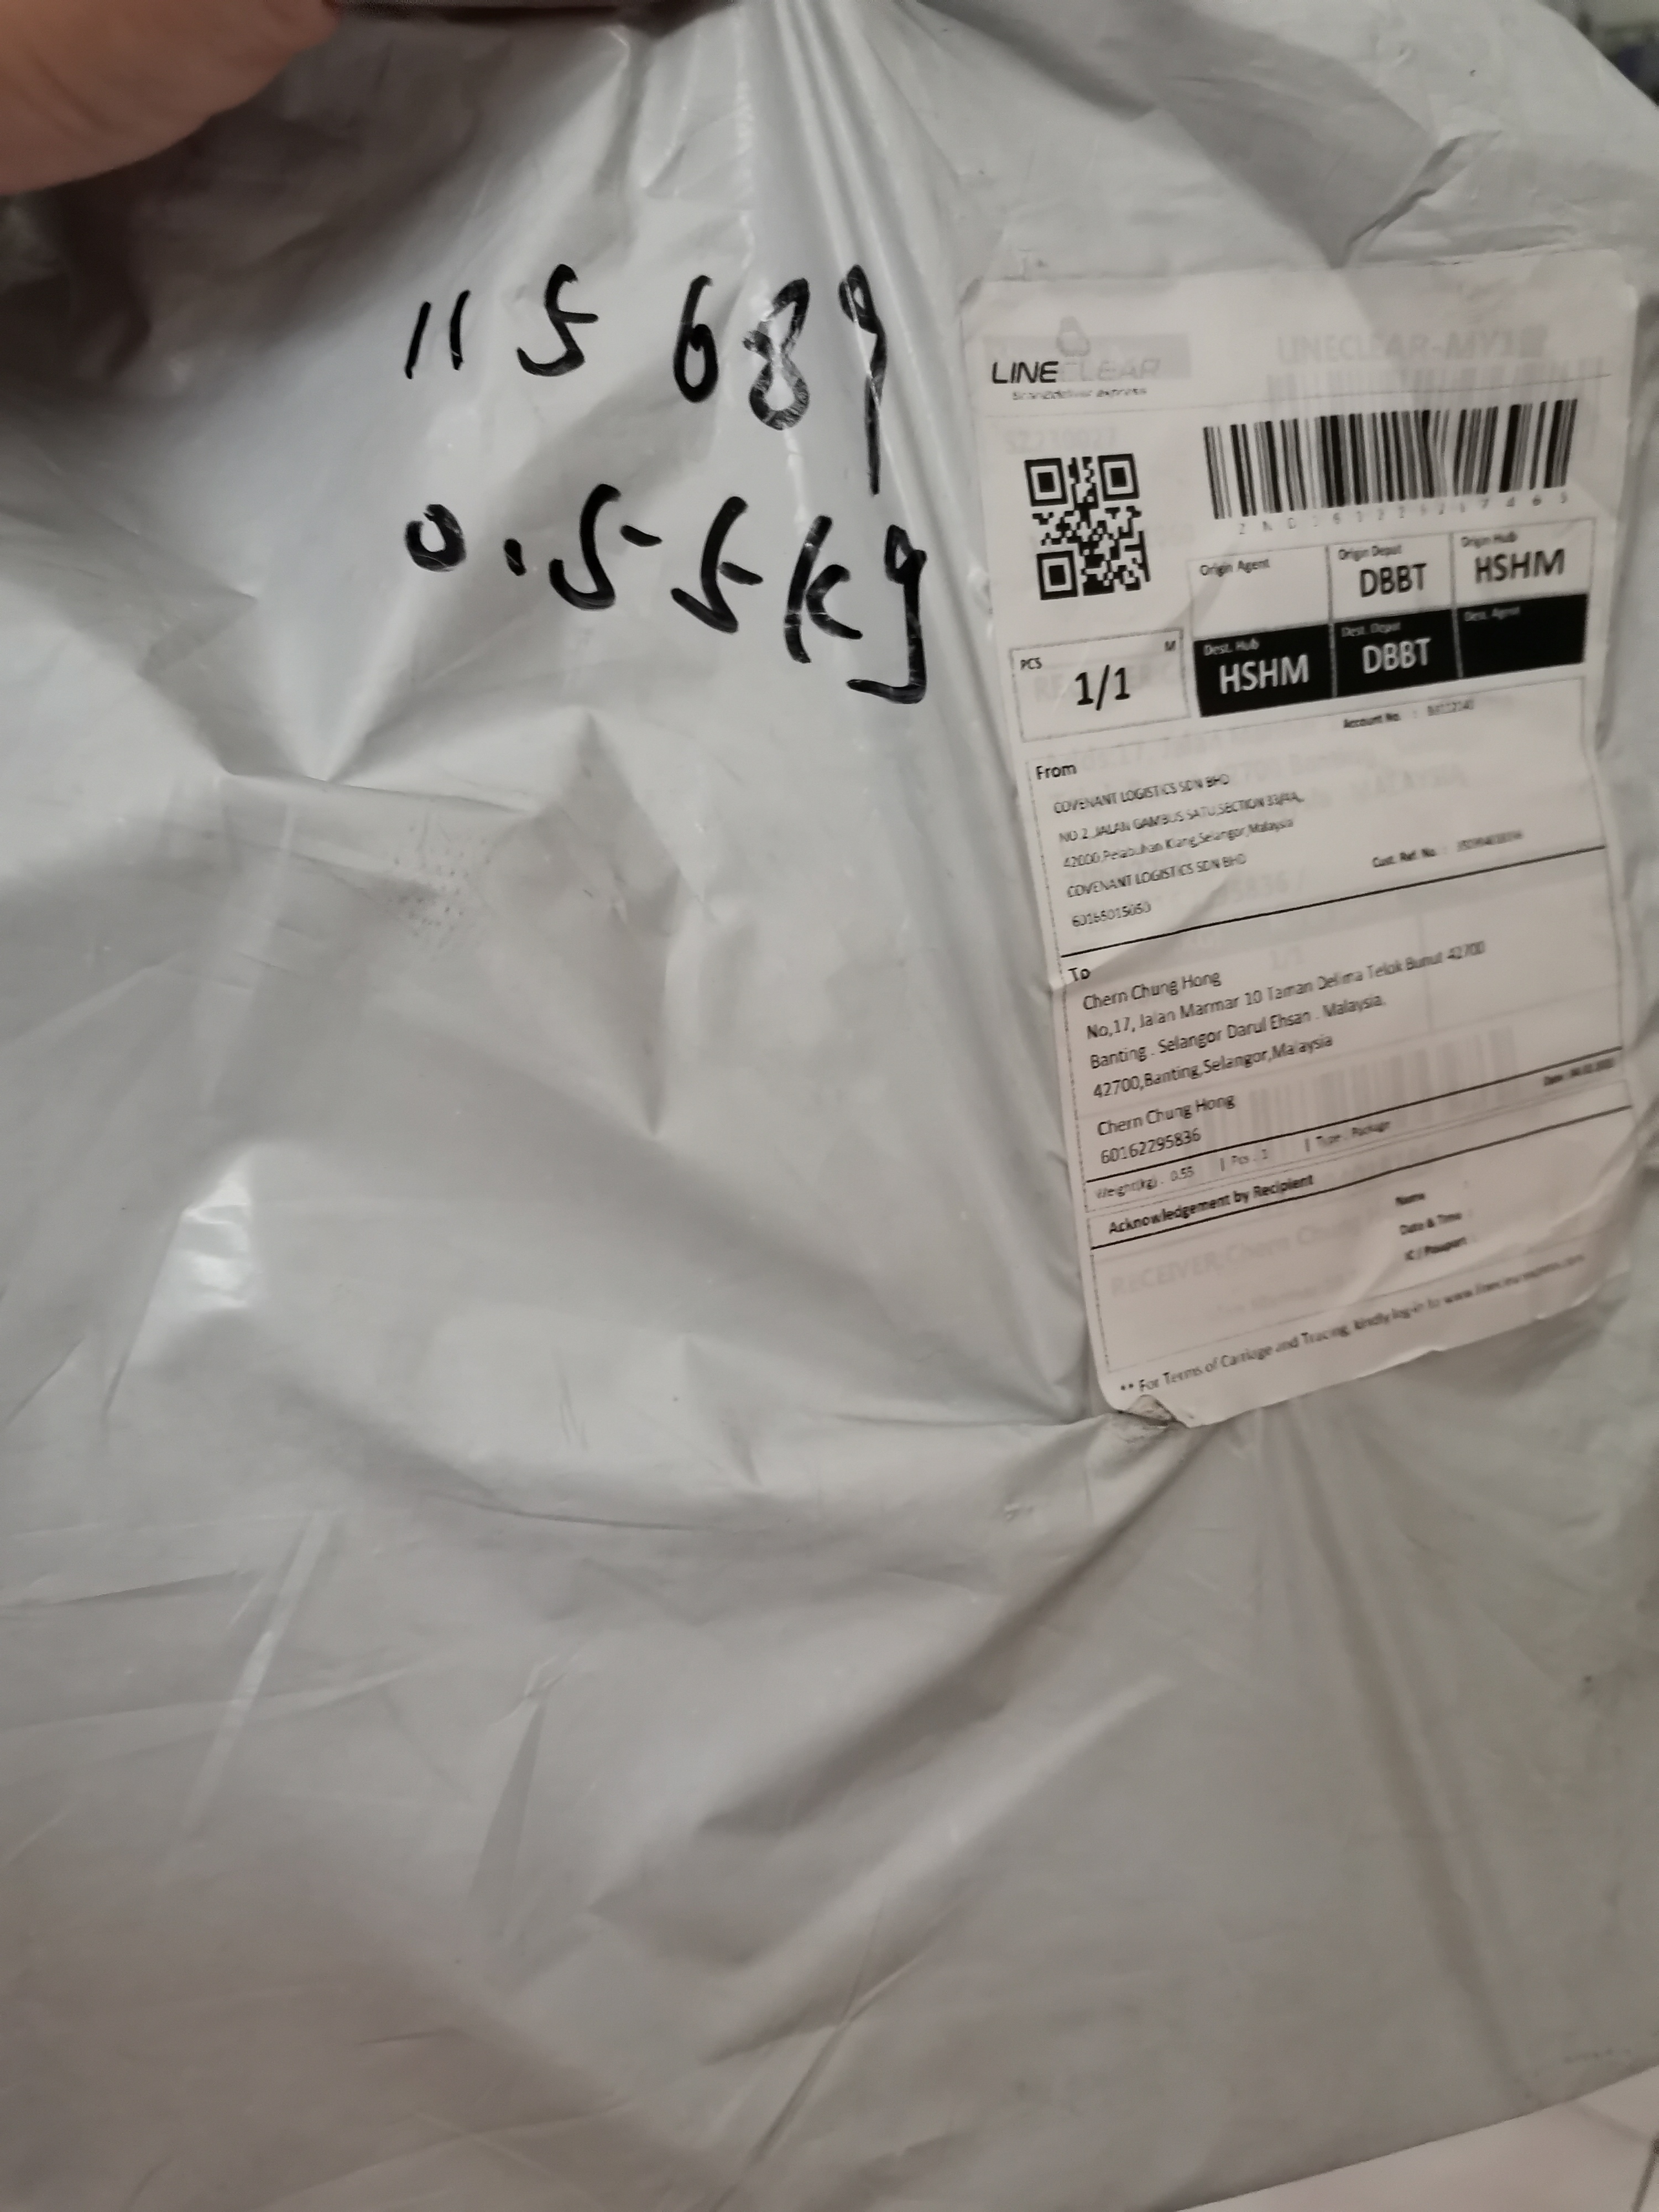 115689
0.55kg
LINECLEAR
PCS
M
1/1
Origin Agent
Origin Depot
DBBT
Origin Hub
HSHM
Dest. Hub
HSHM
Dest. Depot
DBBT
Dest. Agent
Account No. :
From
COVENANT LOGISTICS SDN BHD
NO 2 JALAN GAMBUS SATU,SECTION 33/4A,
42000,Pelabuhan Klang,Selangor,Malaysia
COVENANT LOGISTICS SDN BHD
60165015050
Cust. Ref. No. :
To
Chern Chung Hong
No,17, Jalan Marmar 10 Taman Delima Telok Bunut 42700
Banting . Selangor Darul Ehsan . Malaysia.
42700,Banting,Selangor,Malaysia
Chern Chung Hong
60162295836
Weight(kg) : 0.55 | Pcs : 1 | Type : Package
Acknowledgement by Recipient
Name :
Date & Time :
IC / Passport :
** For Terms of Carriage and Tracing, kindly log-in to